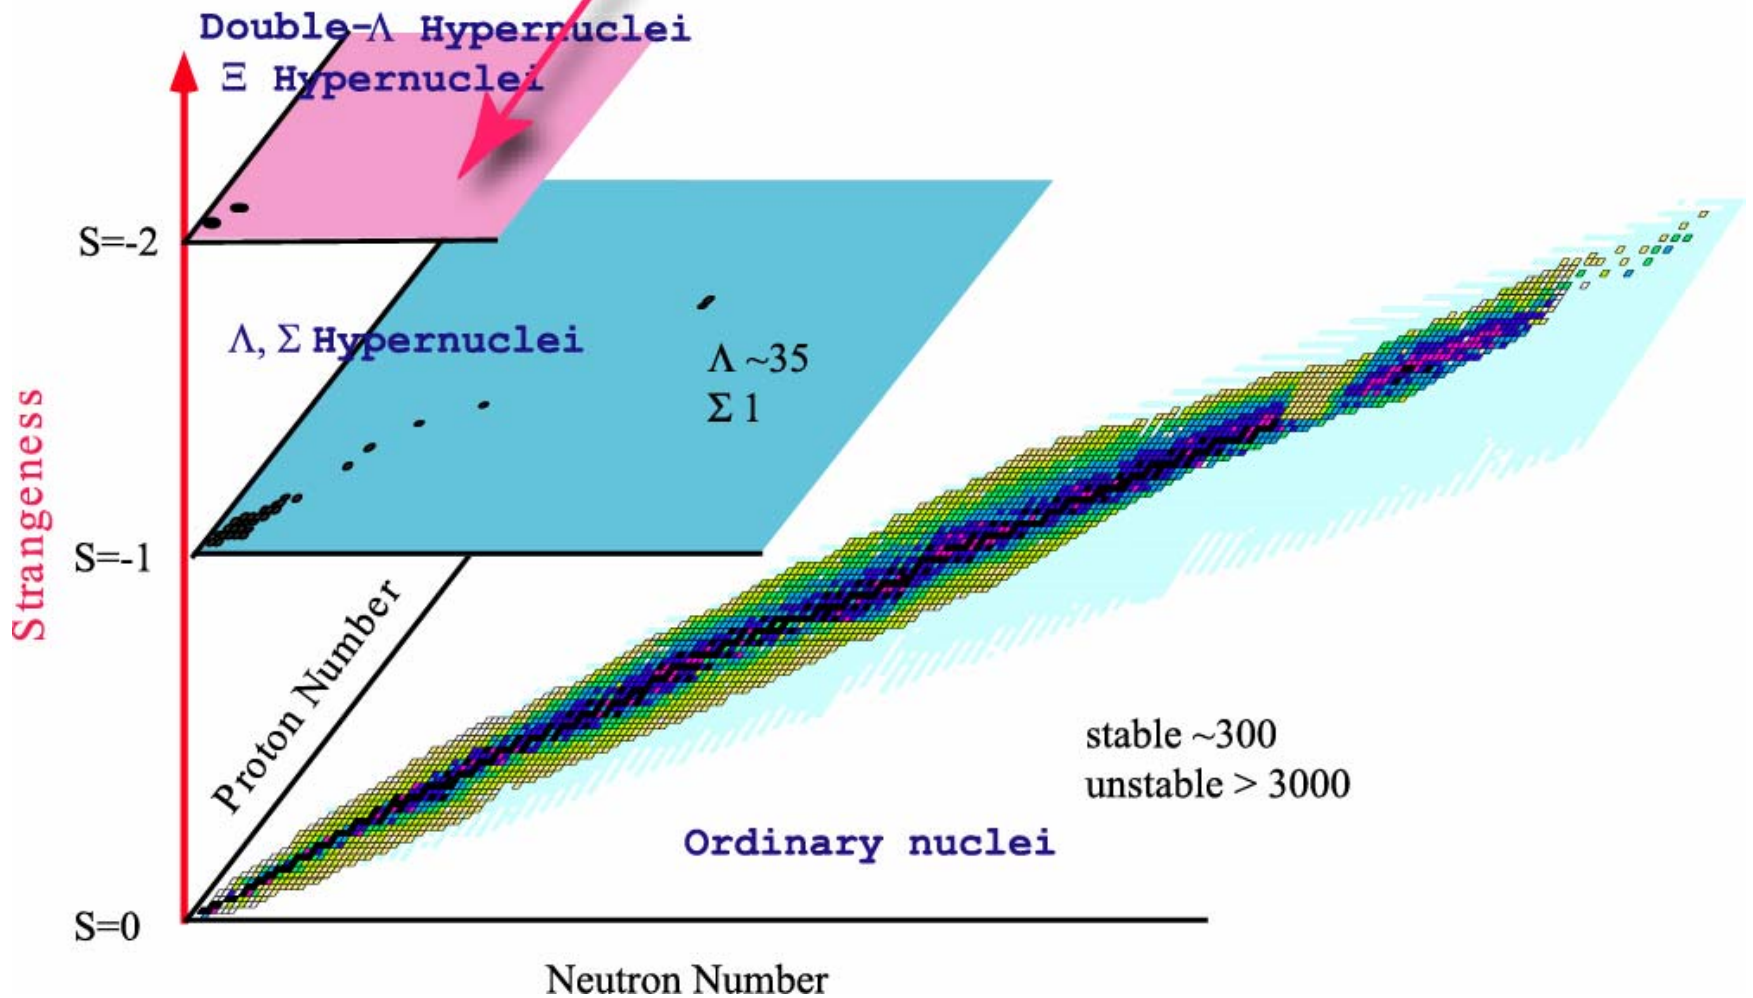 Double-Λ Hypernuclei
Ξ Hypernuclei
S=-2
Λ, Σ Hypernuclei
Λ ~35
Σ 1
Strangeness
S=-1
Proton Number
stable ~300
unstable > 3000
Ordinary nuclei
S=0
Neutron Number